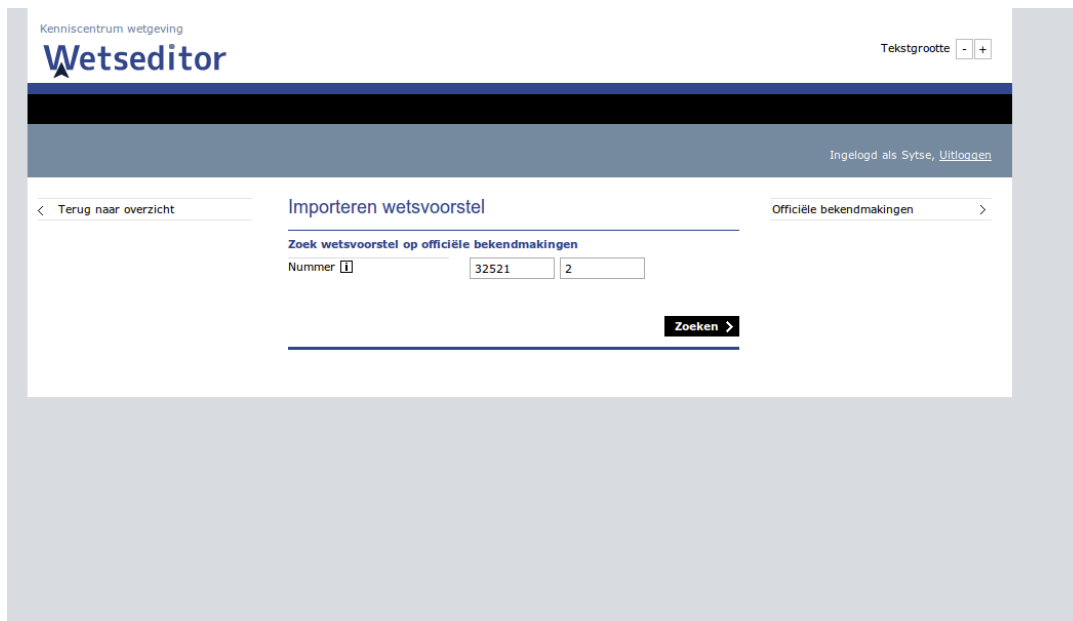 Kenniscentrum wetgeving
Wetseditor
Tekstgrootte - +
Ingelogd als Sytse, Uitloggen
Terug naar overzicht
Importeren wetsvoorstel
Officiële bekendmakingen
Zoek wetsvoorstel op officiële bekendmakingen
Nummer i 32521 2
Zoeken